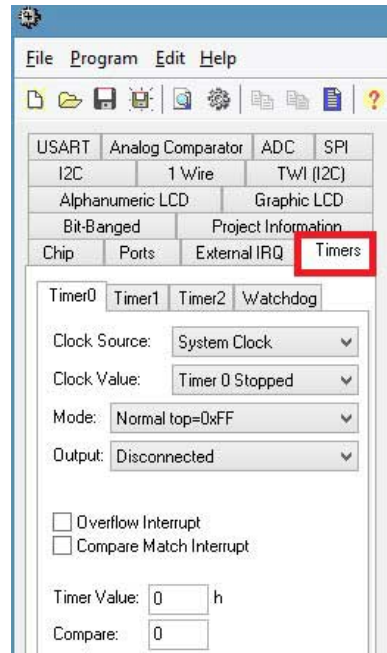 File Program Edit Help
USART Analog Comparator ADC SPI
I2C 1 Wire TWI (I2C)
Alphanumeric LCD Graphic LCD
Bit-Banged Project Information
Chip Ports External IRQ Timers
Timer0 Timer1 Timer2 Watchdog
Clock Source: System Clock
Clock Value: Timer 0 Stopped
Mode: Normal top=0xFF
Output: Disconnected
Overflow Interrupt
Compare Match Interrupt
Timer Value: 0 h
Compare: 0